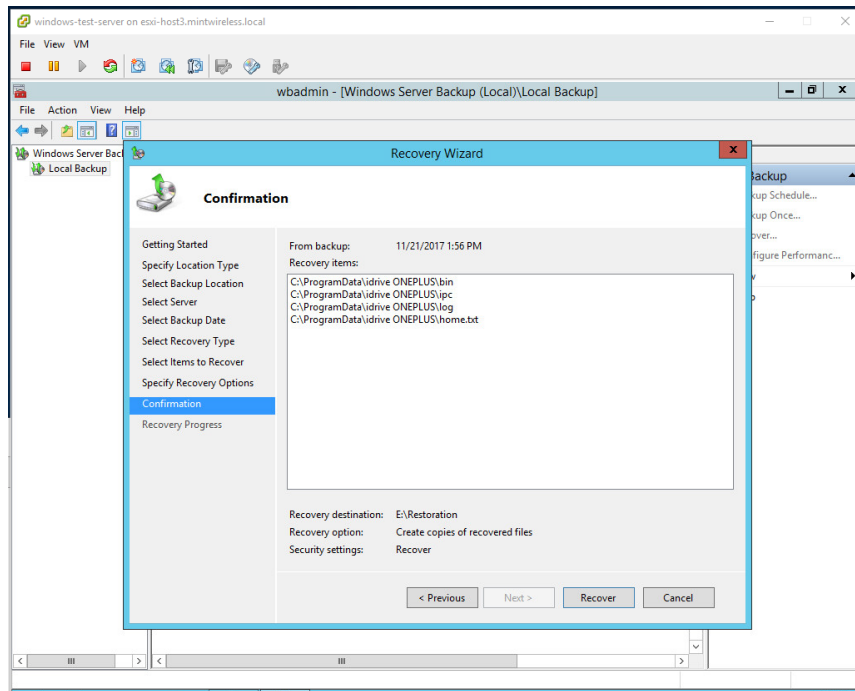 windows-test-server on esxi-host3.mintwireless.local
File View VM
wbadmin - [Windows Server Backup (Local)\Local Backup]
File Action View Help
Windows Server Bacl
Local Backup
Recovery Wizard
Confirmation
Getting Started
Specify Location Type
Select Backup Location
Select Server
Select Backup Date
Select Recovery Type
Select Items to Recover
Specify Recovery Options
Confirmation
Recovery Progress
From backup: 11/21/2017 1:56 PM
Recovery items:
C:\ProgramData\idrive ONEPLUS\bin
C:\ProgramData\idrive ONEPLUS\ipc
C:\ProgramData\idrive ONEPLUS\log
C:\ProgramData\idrive ONEPLUS\home.txt
Recovery destination: E:\Restoration
Recovery option: Create copies of recovered files
Security settings: Recover
< Previous Next > Recover Cancel
Backup
kup Schedule...
kup Once...
over...
figure Performanc...